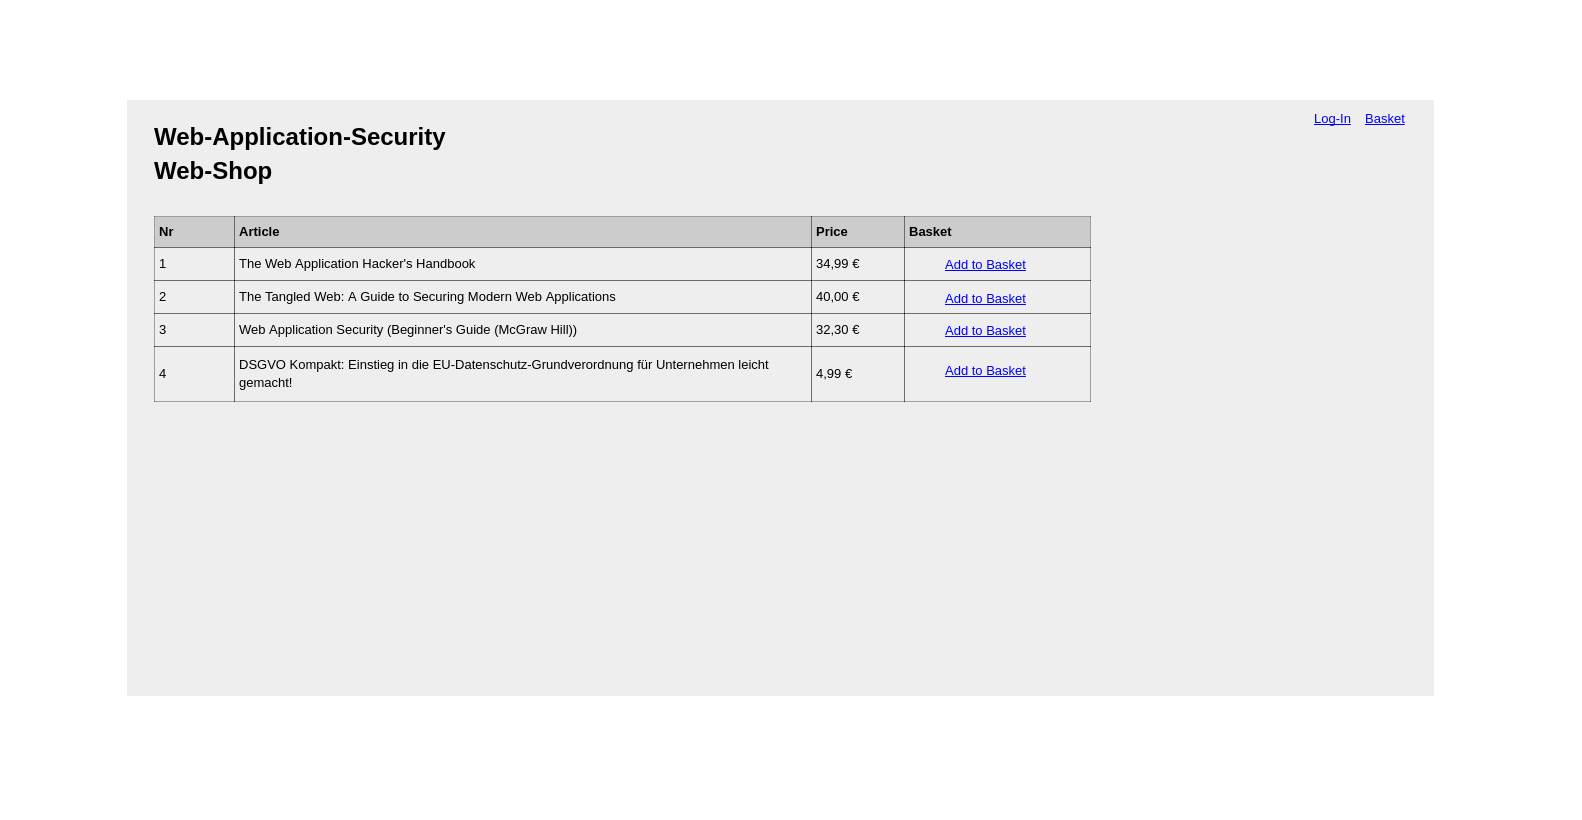 Log-In Basket
Web-Application-Security
Web-Shop
Nr Article Price Basket
1 The Web Application Hacker's Handbook 34,99 € Add to Basket
2 The Tangled Web: A Guide to Securing Modern Web Applications 40,00 € Add to Basket
3 Web Application Security (Beginner's Guide (McGraw Hill)) 32,30 € Add to Basket
4 DSGVO Kompakt: Einstieg in die EU-Datenschutz-Grundverordnung für Unternehmen leicht
gemacht! 4,99 € Add to Basket